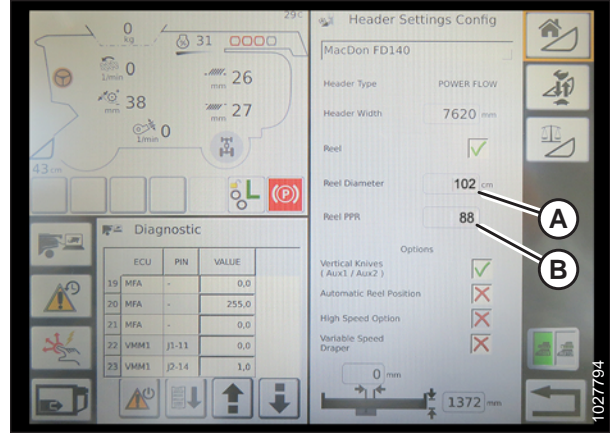 29c
0
kg
31
0
1/min
mm 26
38
mm
mm 27
0
1/min
43 cm
L (P)
Diagnostic
ECU PIN VALUE
19 MFA - 0,0
20 MFA - 255,0
21 MFA - 0,0
22 VMM1 J1-11 0,0
23 VMM1 J2-14 1,0
Header Settings Config
MacDon FD140
Header Type POWER FLOW
Header Width 7620 mm
Reel
Reel Diameter 102 cm
A
Reel PPR 88
B
Options
Vertical Knives
( Aux1 / Aux2 )
Automatic Reel Position
High Speed Option
Variable Speed
Draper
0 mm
1372 mm
1027794